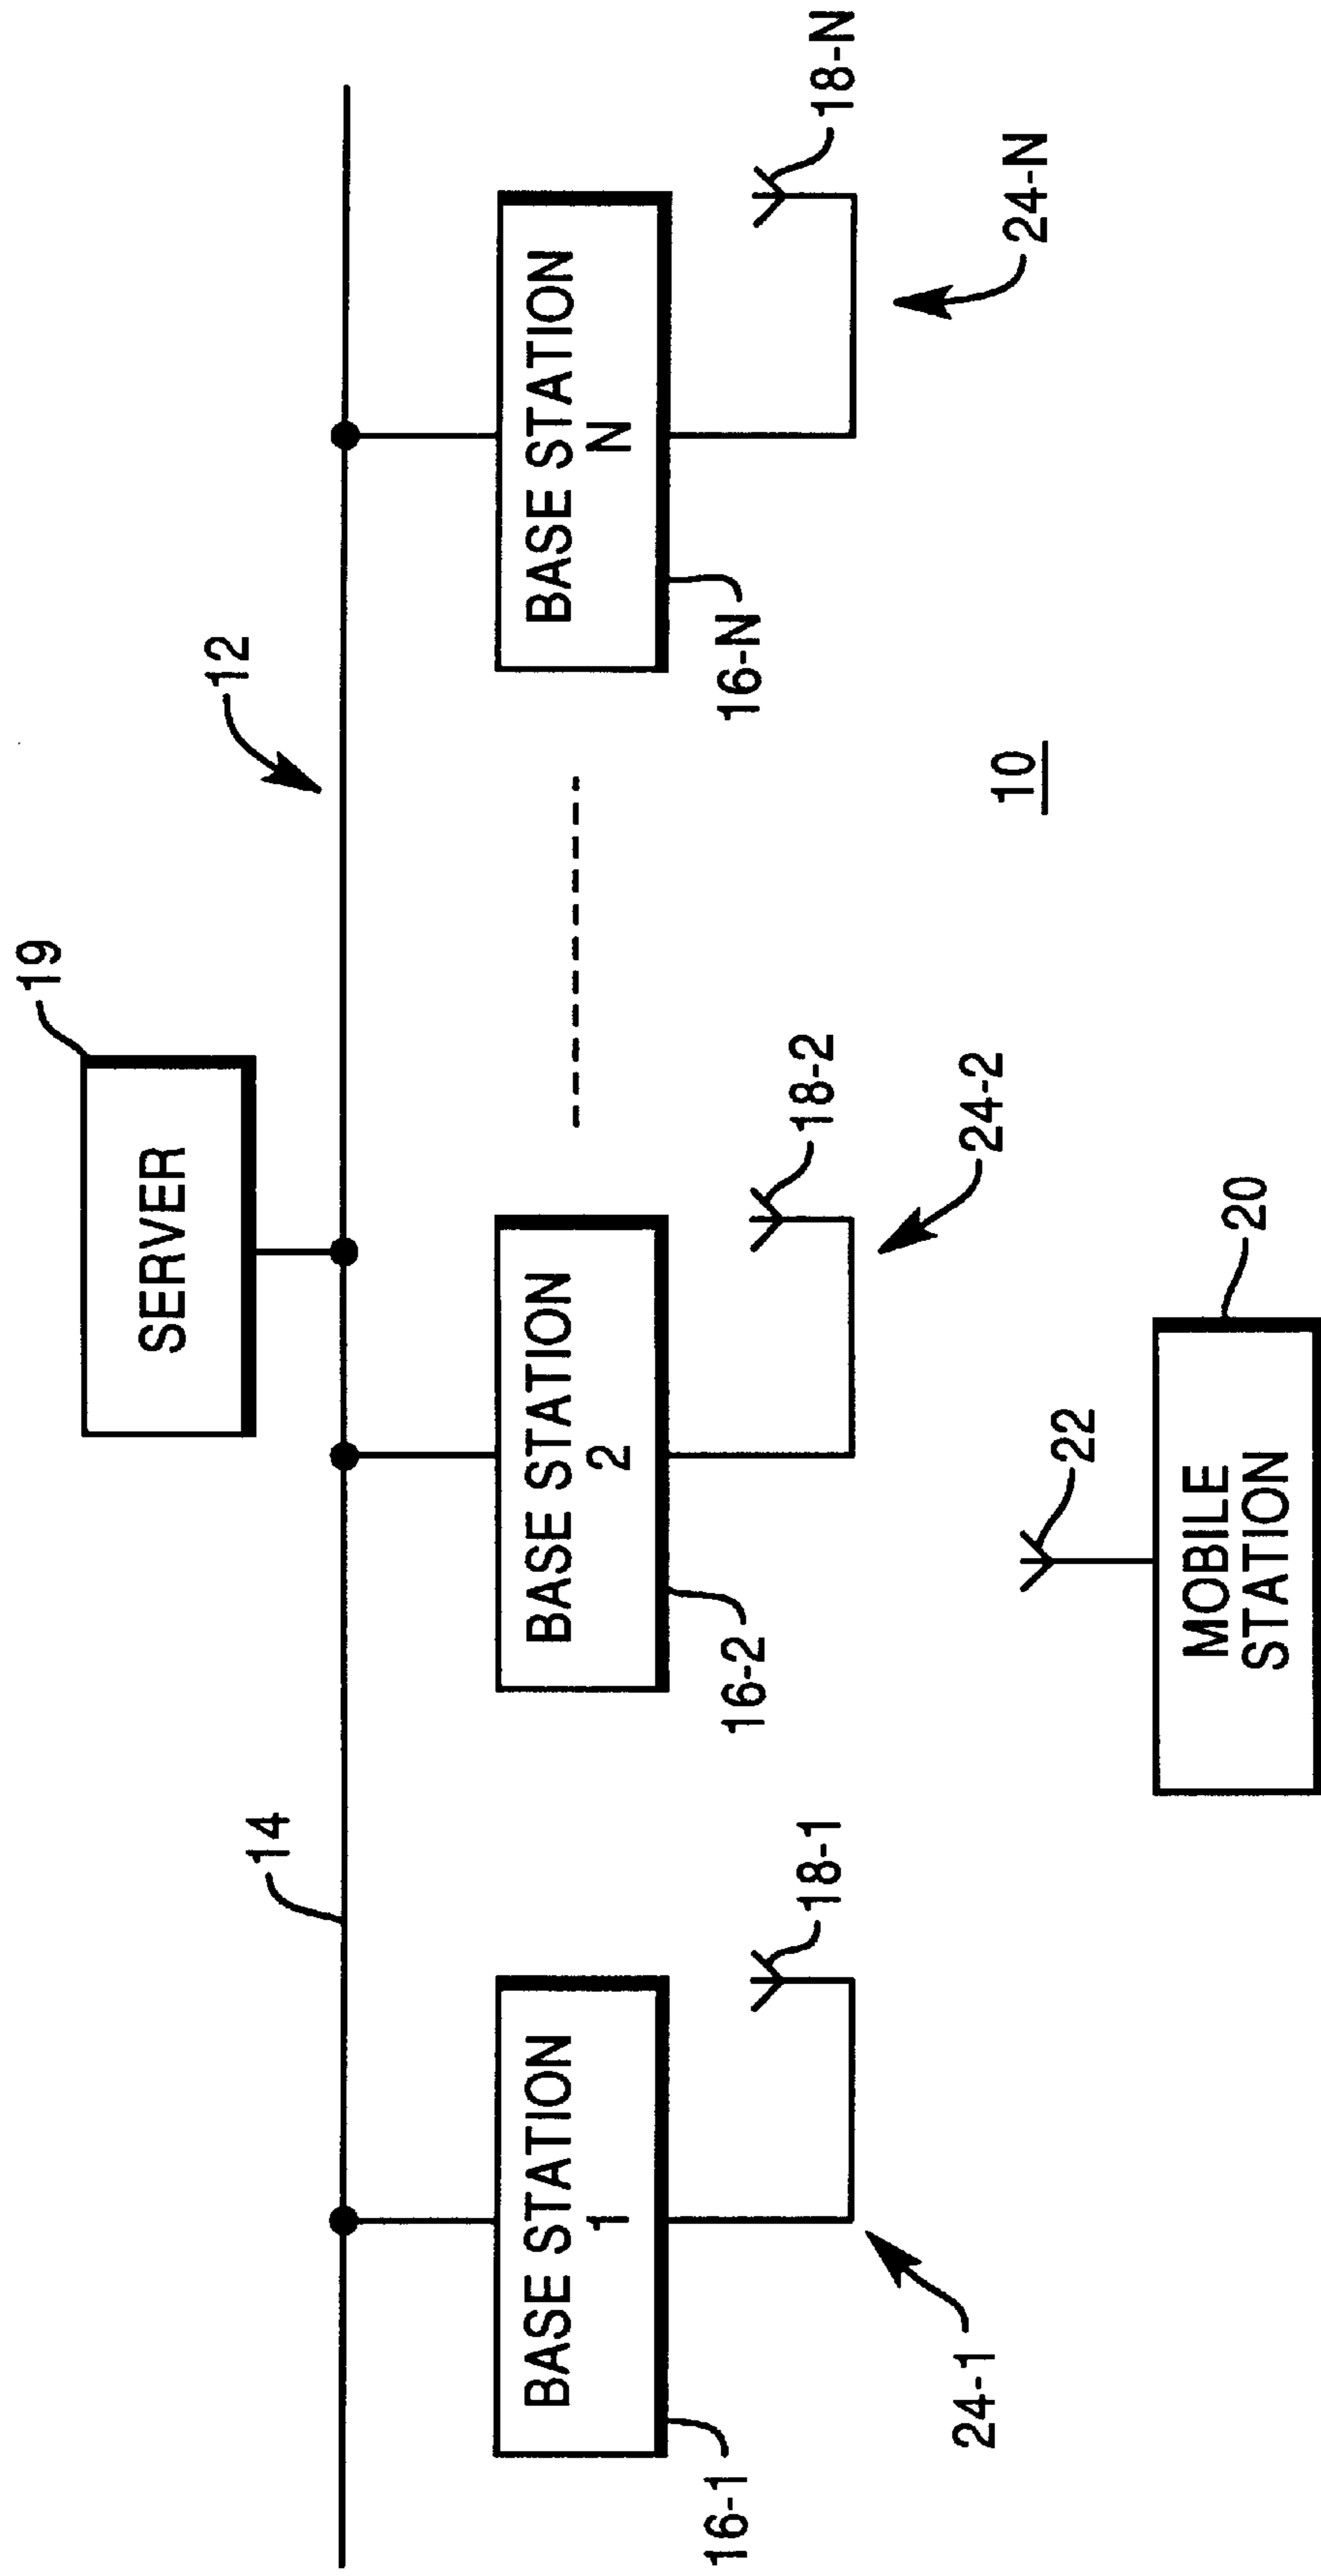 19
SERVER
12
14
BASE STATION
1
BASE STATION
2
BASE STATION
N
16-1
18-1
16-2
18-2
16-N
18-N
24-1
24-2
24-N
10
22
MOBILE
STATION
20